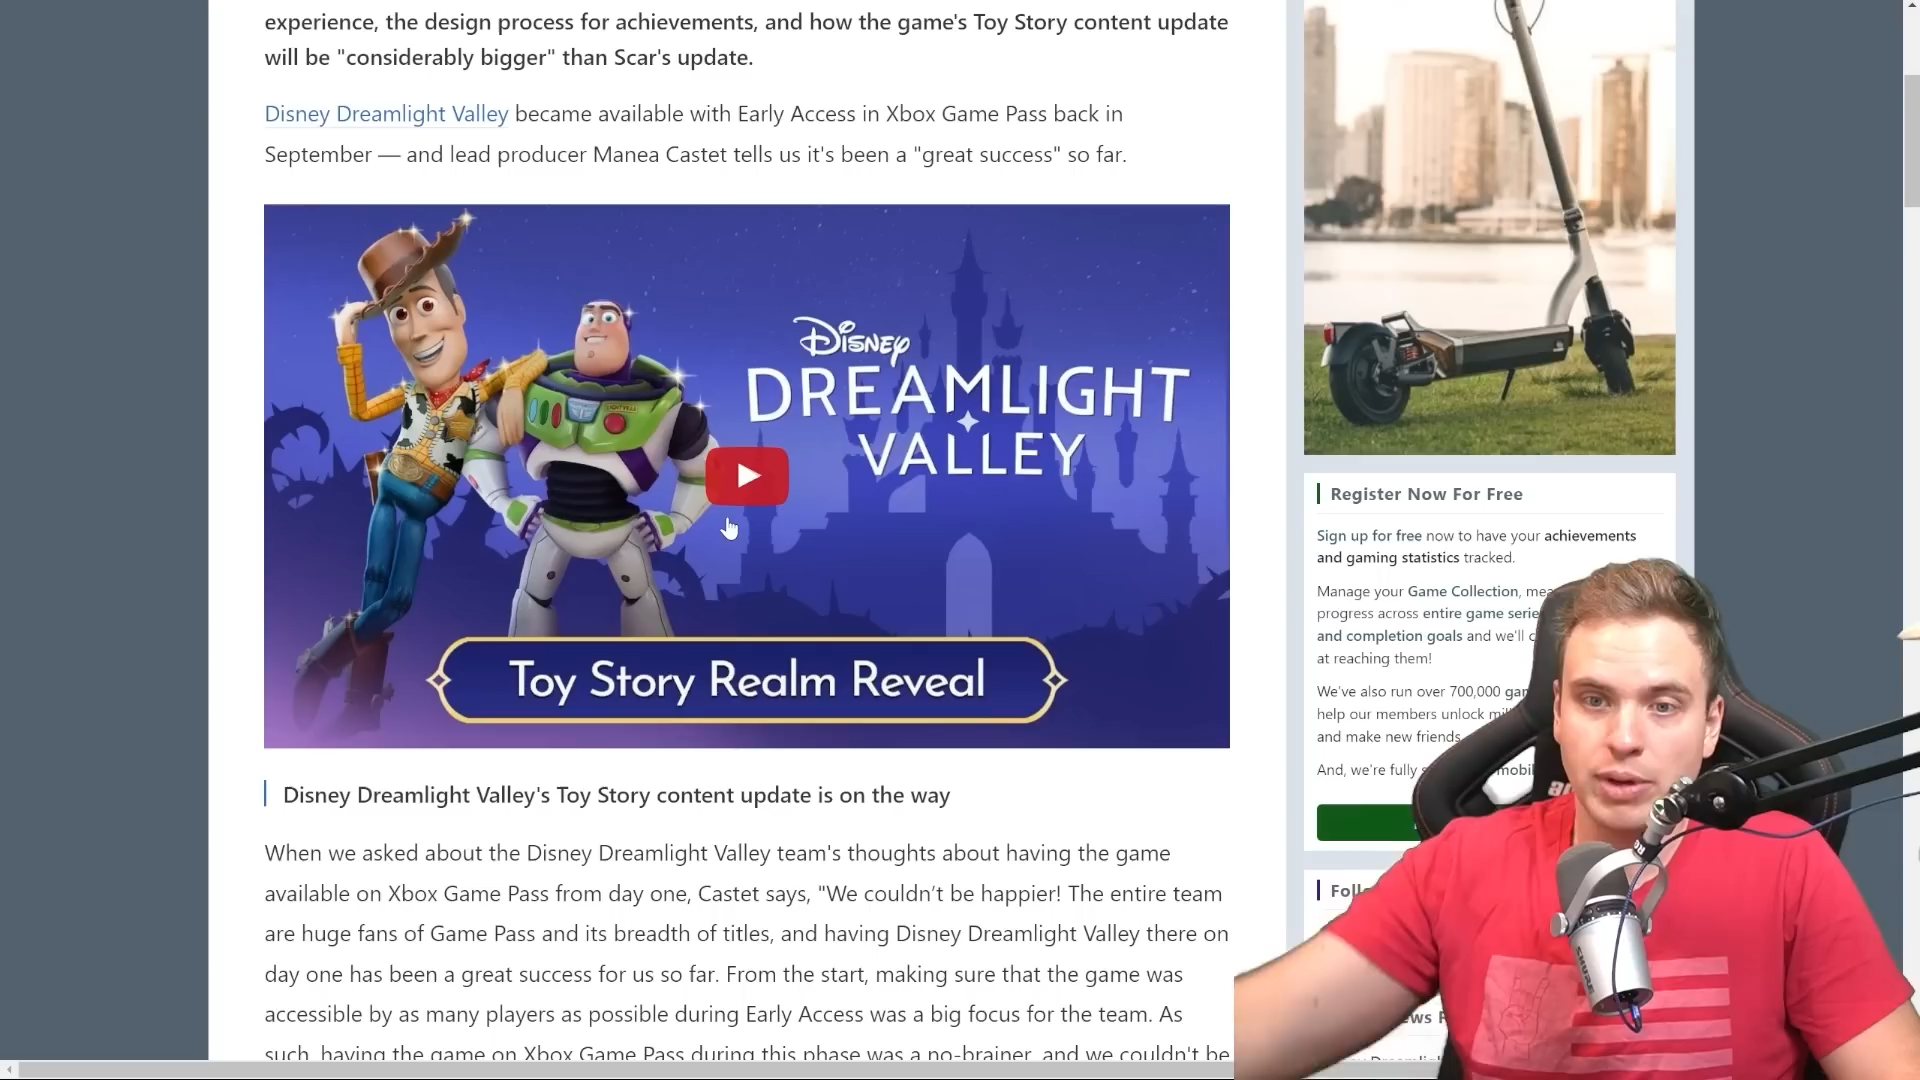 experience, the design process for achievements, and how the game's Toy Story content update
will be "considerably bigger" than Scar's update.
Disney Dreamlight Valley became available with Early Access in Xbox Game Pass back in
September — and lead producer Manea Castet tells us it's been a "great success" so far.
Disney
DREAMLIGHT
VALLEY
Toy Story Realm Reveal
Disney Dreamlight Valley's Toy Story content update is on the way
When we asked about the Disney Dreamlight Valley team's thoughts about having the game
available on Xbox Game Pass from day one, Castet says, "We couldn’t be happier! The entire team
are huge fans of Game Pass and its breadth of titles, and having Disney Dreamlight Valley there on
day one has been a great success for us so far. From the start, making sure that the game was
accessible by as many players as possible during Early Access was a big focus for the team. As
such, having the game on Xbox Game Pass during this phase was a no-brainer, and we couldn't be
Register Now For Free
Sign up for free now to have your achievements
and gaming statistics tracked.
Manage your Game Collection, mea
progress across entire game serie
and completion goals and we'll c
at reaching them!
We've also run over 700,000 gam
help our members unlock mil
and make new friends.
And, we're fully mobil
Foll
ews
SHURE